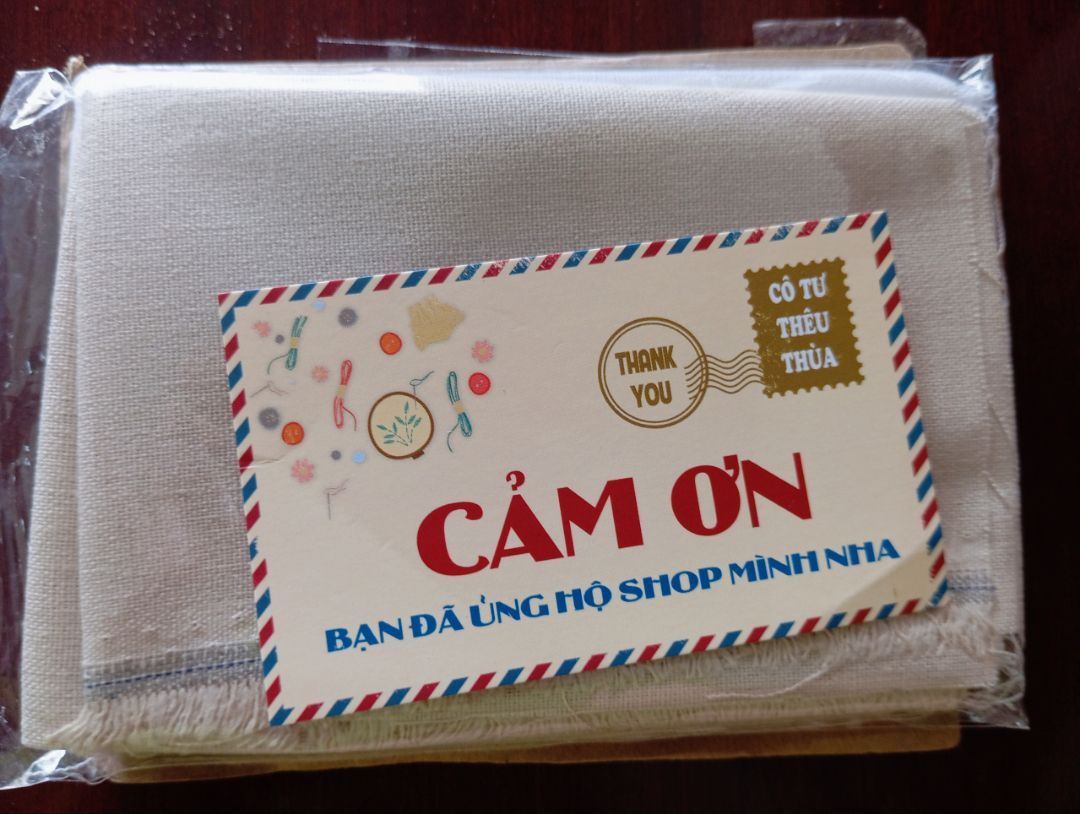 THANK
YOU
CÔ TƯ
THÊU
THÙA
CẢM ƠN
BẠN ĐÃ ỦNG HỘ SHOP MÌNH NHA